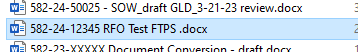 582-24-50025 - SOW_draft GLD_3-21-23 review.docx
582-24-12345 RFO Test FTPS .docx
582-23-XXXXX Document Conversion - draft.docx